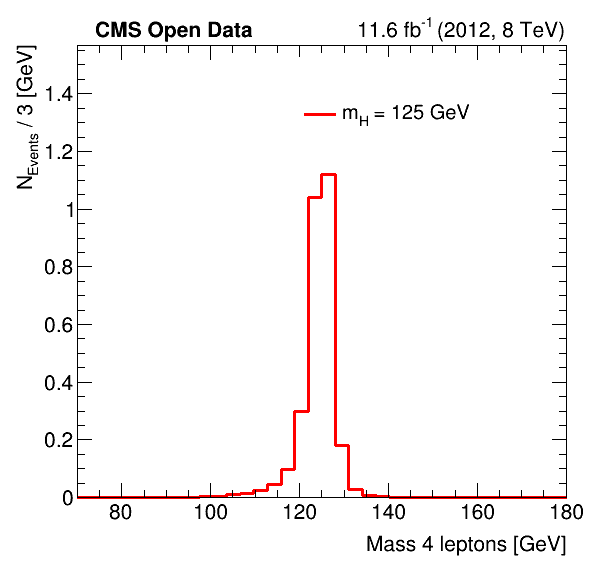 CMS Open Data 11.6 fb⁻¹ (2012, 8 TeV)
N_Events / 3 [GeV]
m_H = 125 GeV
1.4
1.2
1
0.8
0.6
0.4
0.2
0
80 100 120 140 160 180
Mass 4 leptons [GeV]